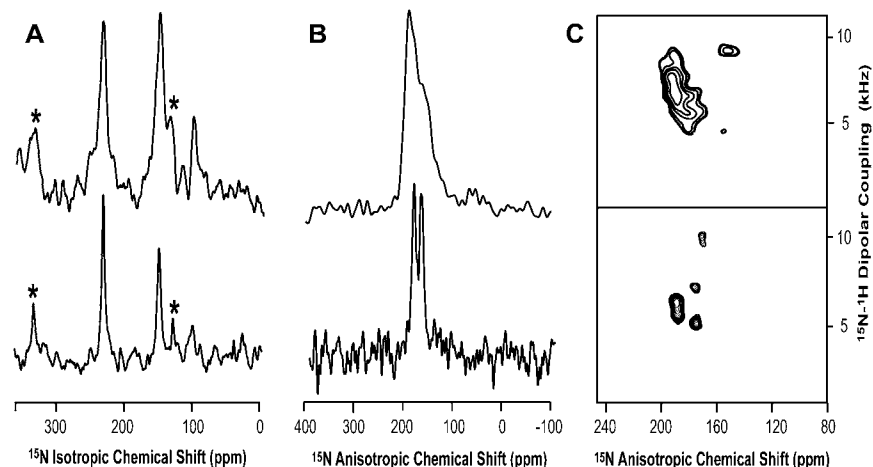 A
B
C
*
*
*
*
10
5
10
5
¹⁵N-¹H Dipolar Coupling (kHz)
300 200 100 0
400 200 100 0 -100
240 200 160 120 80
¹⁵N Isotropic Chemical Shift (ppm)
¹⁵N Anisotropic Chemical Shift (ppm)
¹⁵N Anisotropic Chemical Shift (ppm)